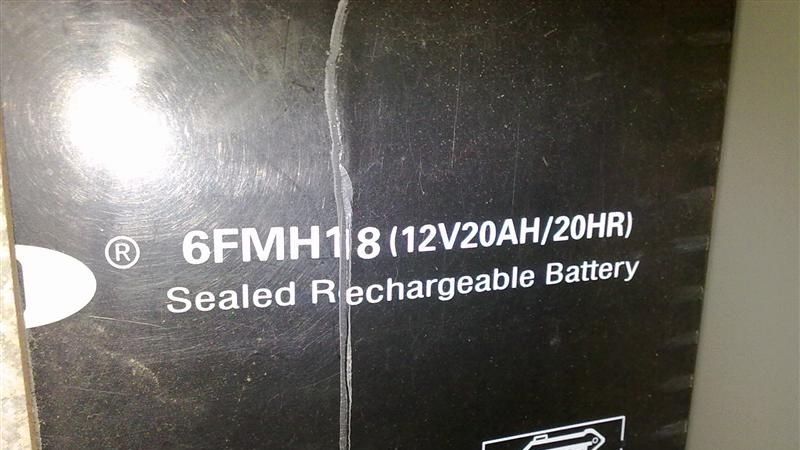 ® 6FMH18 (12V20AH/20HR)
Sealed Rechargeable Battery